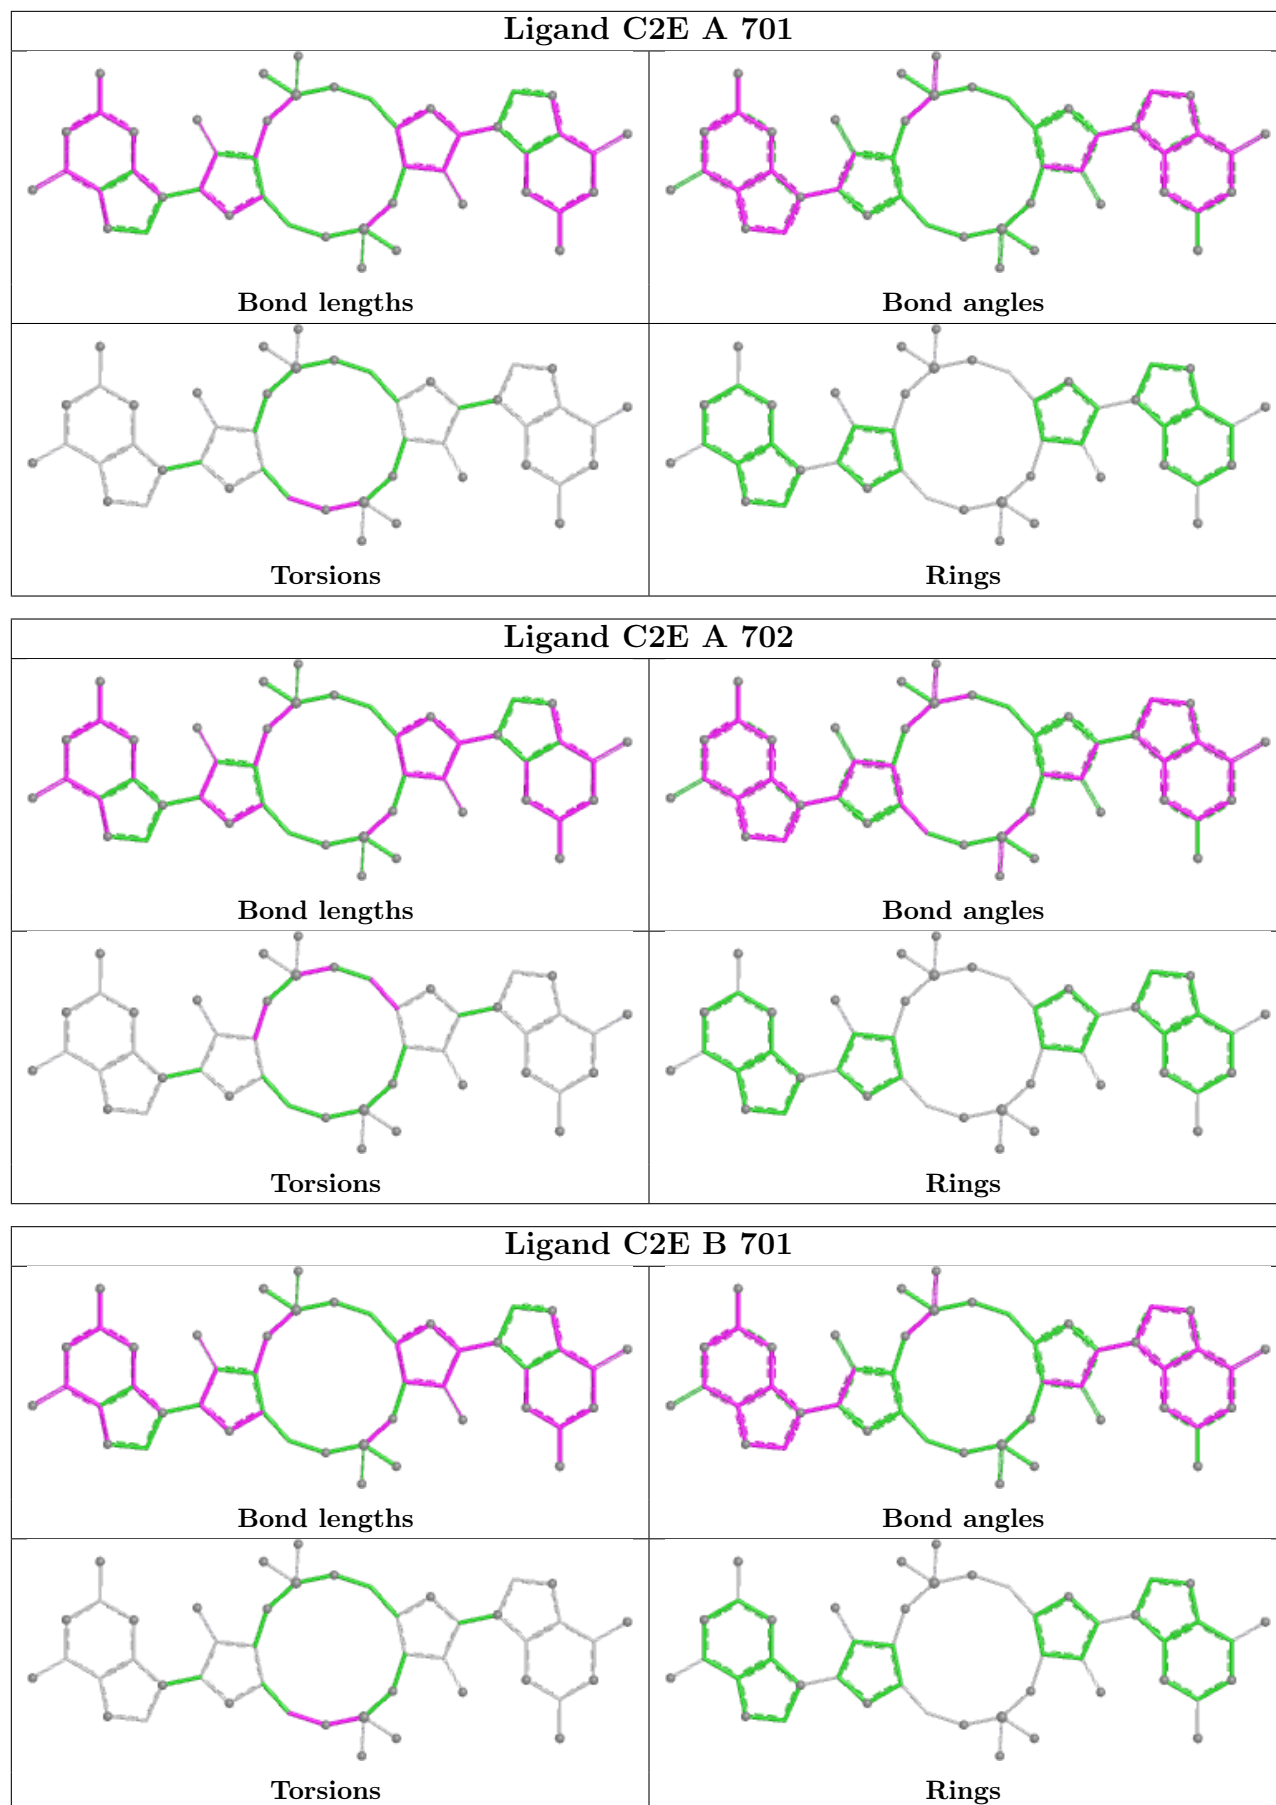 Ligand C2E A 701
Bond lengths
Bond angles
Torsions
Rings
Ligand C2E A 702
Bond lengths
Bond angles
Torsions
Rings
Ligand C2E B 701
Bond lengths
Bond angles
Torsions
Rings